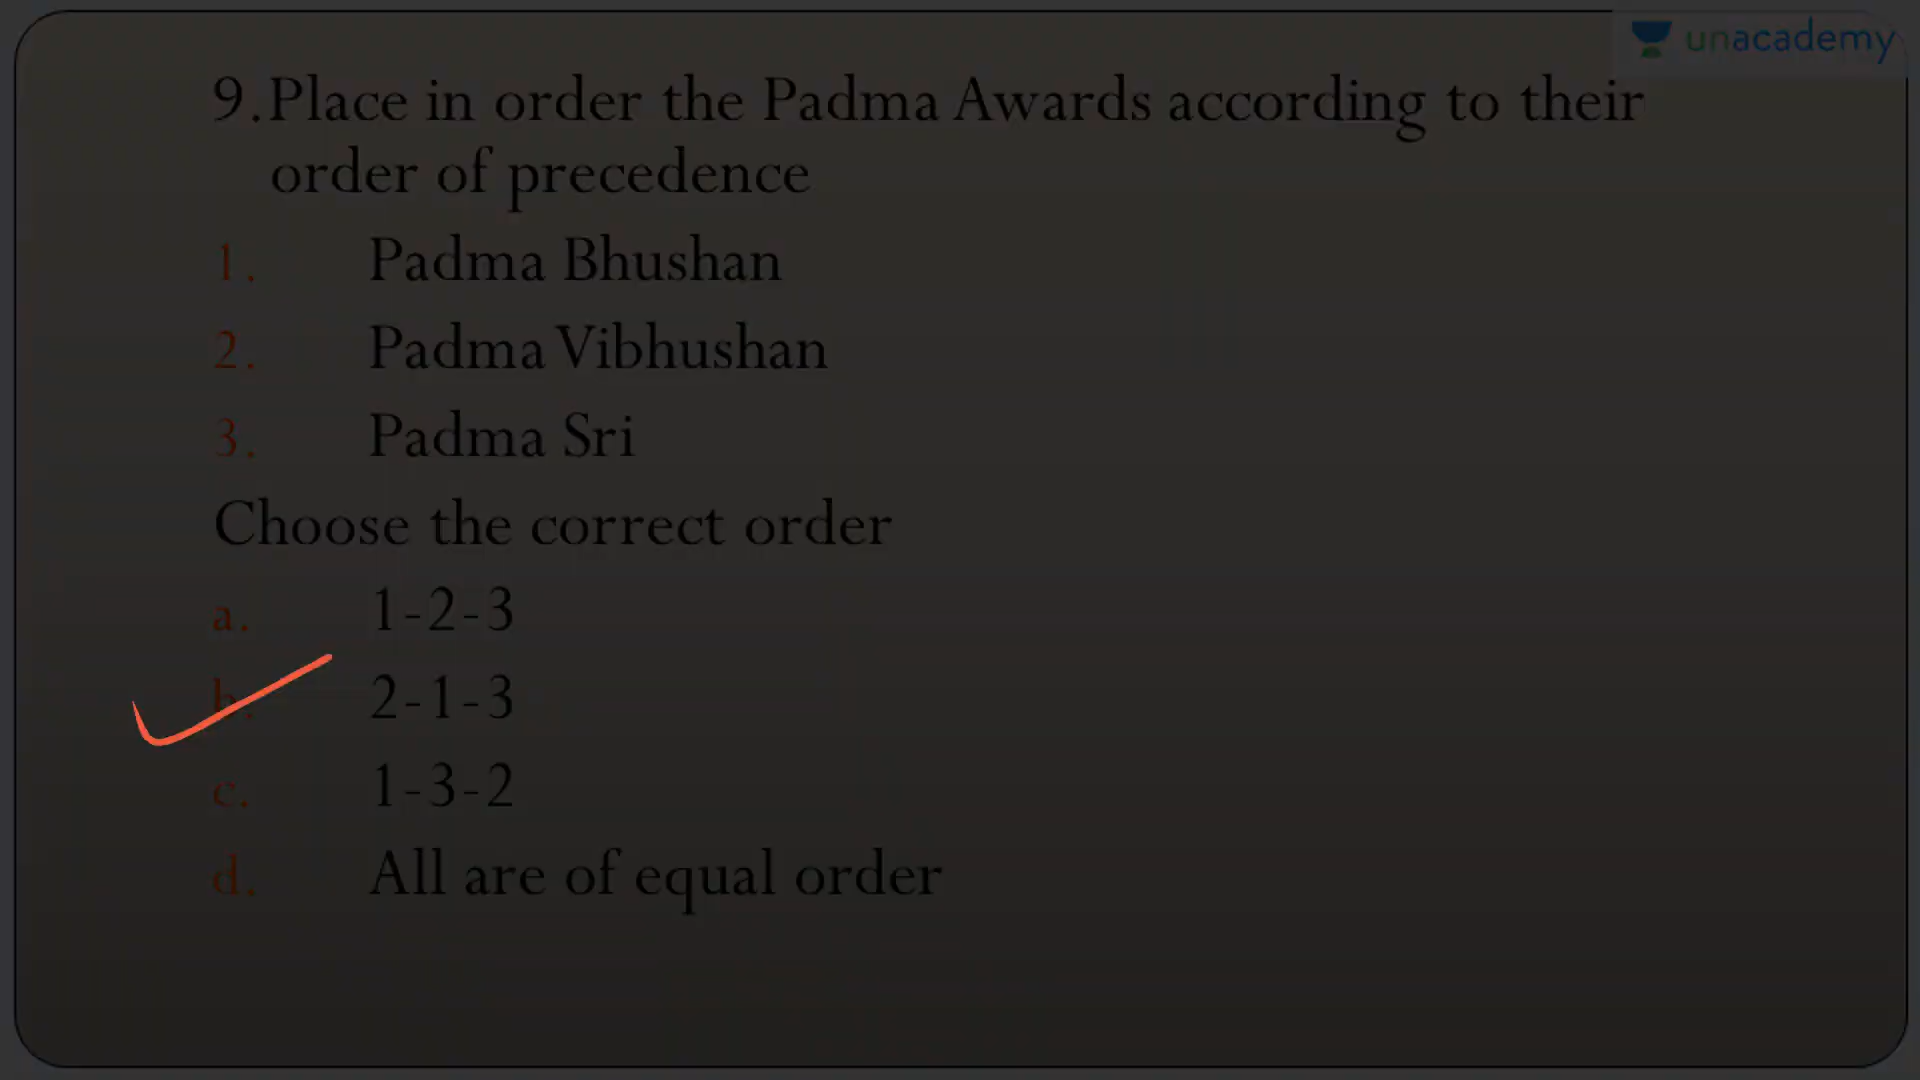 unacademy
9. Place in order the Padma Awards according to their
order of precedence
1. Padma Bhushan
2. Padma Vibhushan
3. Padma Sri
Choose the correct order
a. 1-2-3
b. 2-1-3
c. 1-3-2
d. All are of equal order